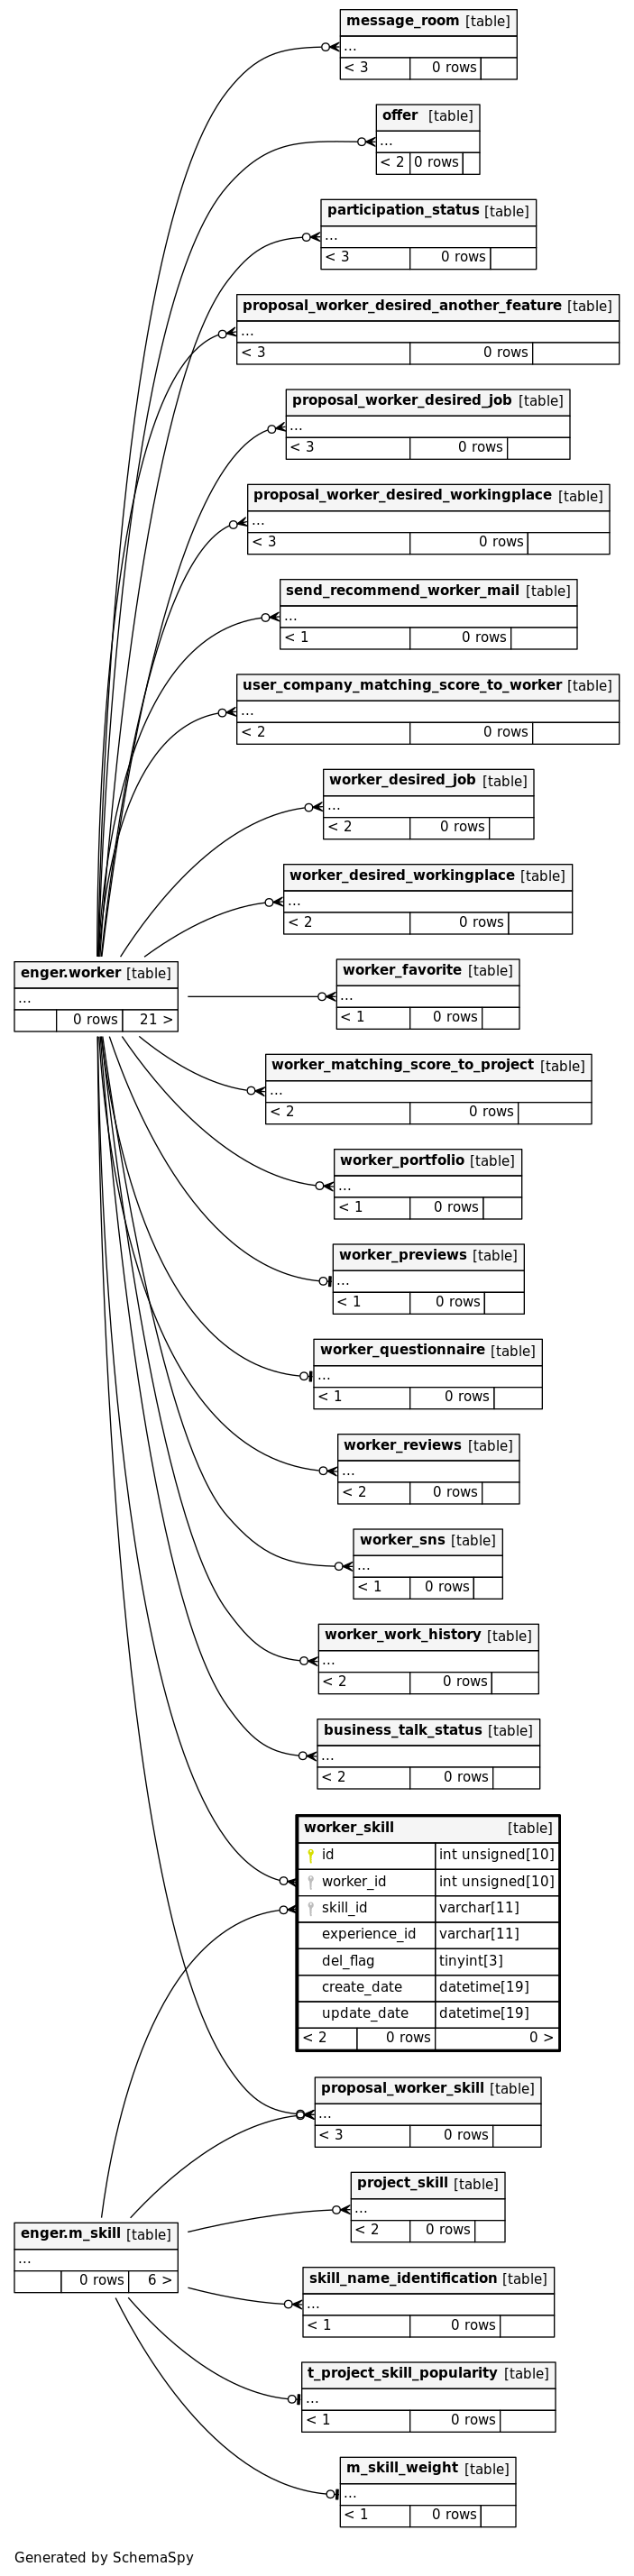 message_room [table]
...
< 3 0 rows
offer [table]
...
< 2 0 rows
participation_status [table]
...
< 3 0 rows
proposal_worker_desired_another_feature [table]
...
< 3 0 rows
proposal_worker_desired_job [table]
...
< 3 0 rows
proposal_worker_desired_workingplace [table]
...
< 3 0 rows
send_recommend_worker_mail [table]
...
< 1 0 rows
user_company_matching_score_to_worker [table]
...
< 2 0 rows
worker_desired_job [table]
...
< 2 0 rows
worker_desired_workingplace [table]
...
< 2 0 rows
enger.worker [table]
...
0 rows 21 >
worker_favorite [table]
...
< 1 0 rows
worker_matching_score_to_project [table]
...
< 2 0 rows
worker_portfolio [table]
...
< 1 0 rows
worker_previews [table]
...
< 1 0 rows
worker_questionnaire [table]
...
< 1 0 rows
worker_reviews [table]
...
< 2 0 rows
worker_sns [table]
...
< 1 0 rows
worker_work_history [table]
...
< 2 0 rows
business_talk_status [table]
...
< 2 0 rows
worker_skill [table]
id int unsigned[10]
worker_id int unsigned[10]
skill_id varchar[11]
experience_id varchar[11]
del_flag tinyint[3]
create_date datetime[19]
update_date datetime[19]
< 2 0 rows 0 >
proposal_worker_skill [table]
...
< 3 0 rows
project_skill [table]
...
< 2 0 rows
enger.m_skill [table]
...
0 rows 6 >
skill_name_identification [table]
...
< 1 0 rows
t_project_skill_popularity [table]
...
< 1 0 rows
m_skill_weight [table]
...
< 1 0 rows
Generated by SchemaSpy